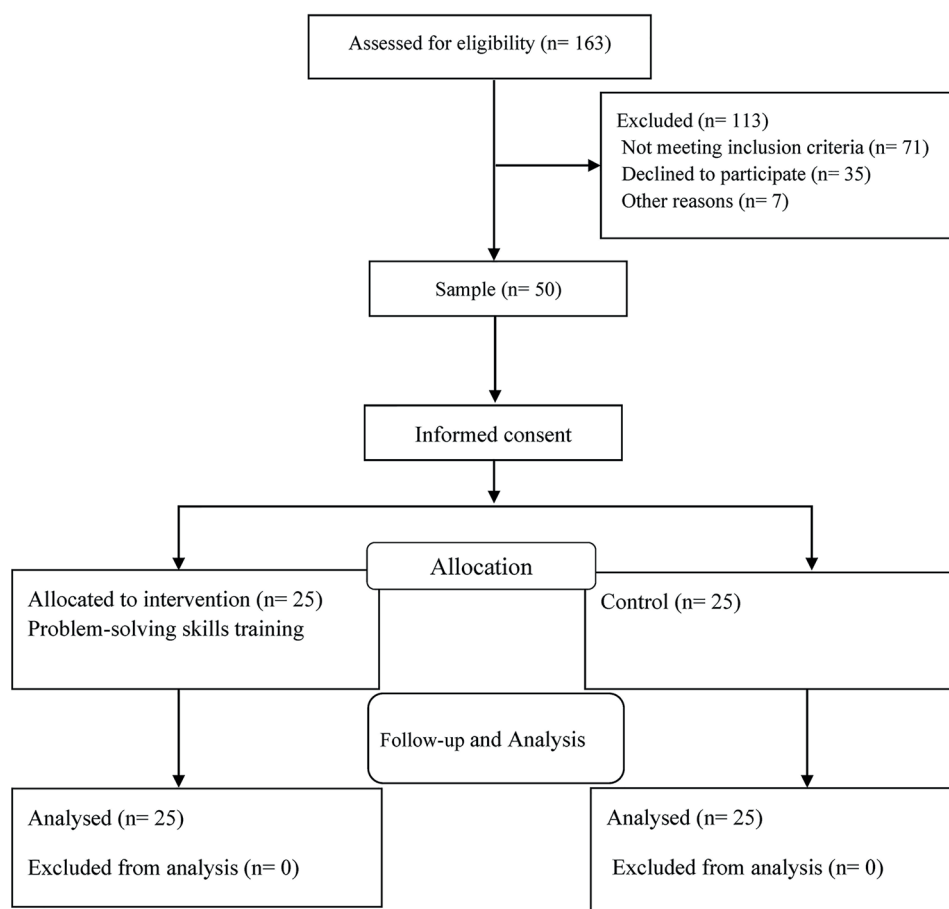 Assessed for eligibility (n= 163)
Excluded (n= 113)
Not meeting inclusion criteria (n= 71)
Declined to participate (n= 35)
Other reasons (n= 7)
Sample (n= 50)
Informed consent
Allocation
Allocated to intervention (n= 25)
Problem-solving skills training
Control (n= 25)
Follow-up and Analysis
Analysed (n= 25)
Excluded from analysis (n= 0)
Analysed (n= 25)
Excluded from analysis (n= 0)